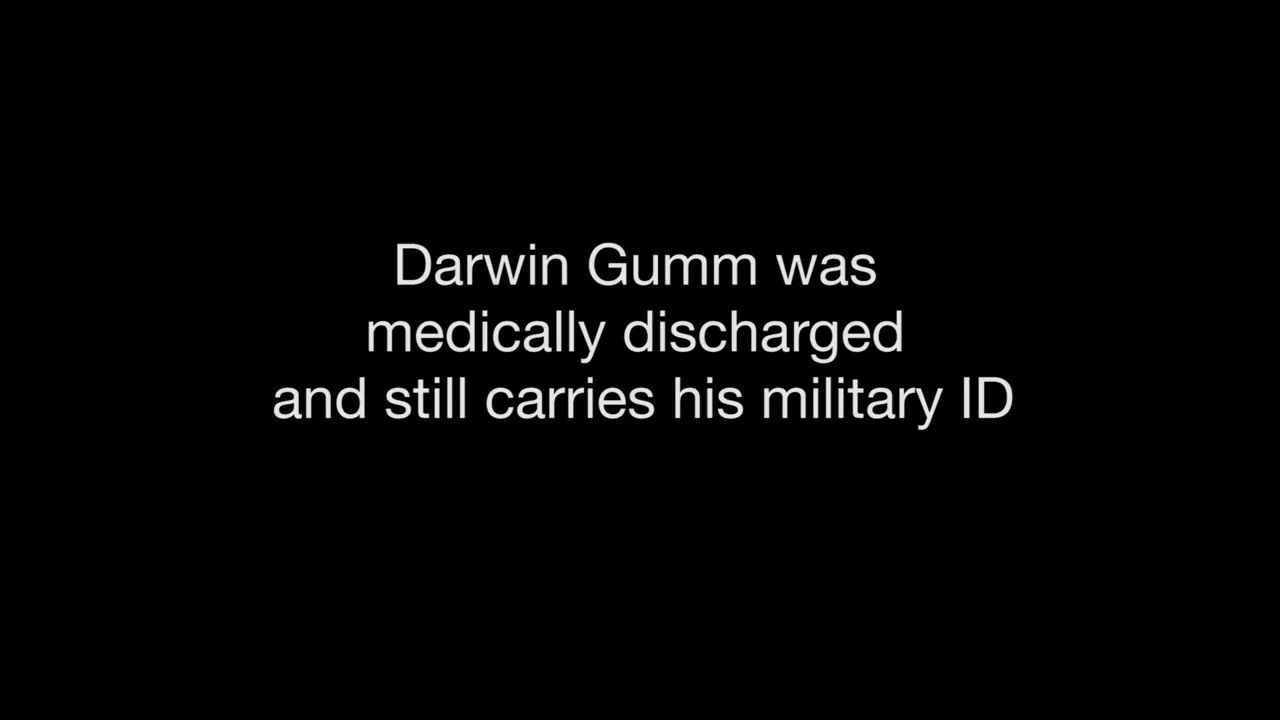 Darwin Gumm was
medically discharged
and still carries his military ID